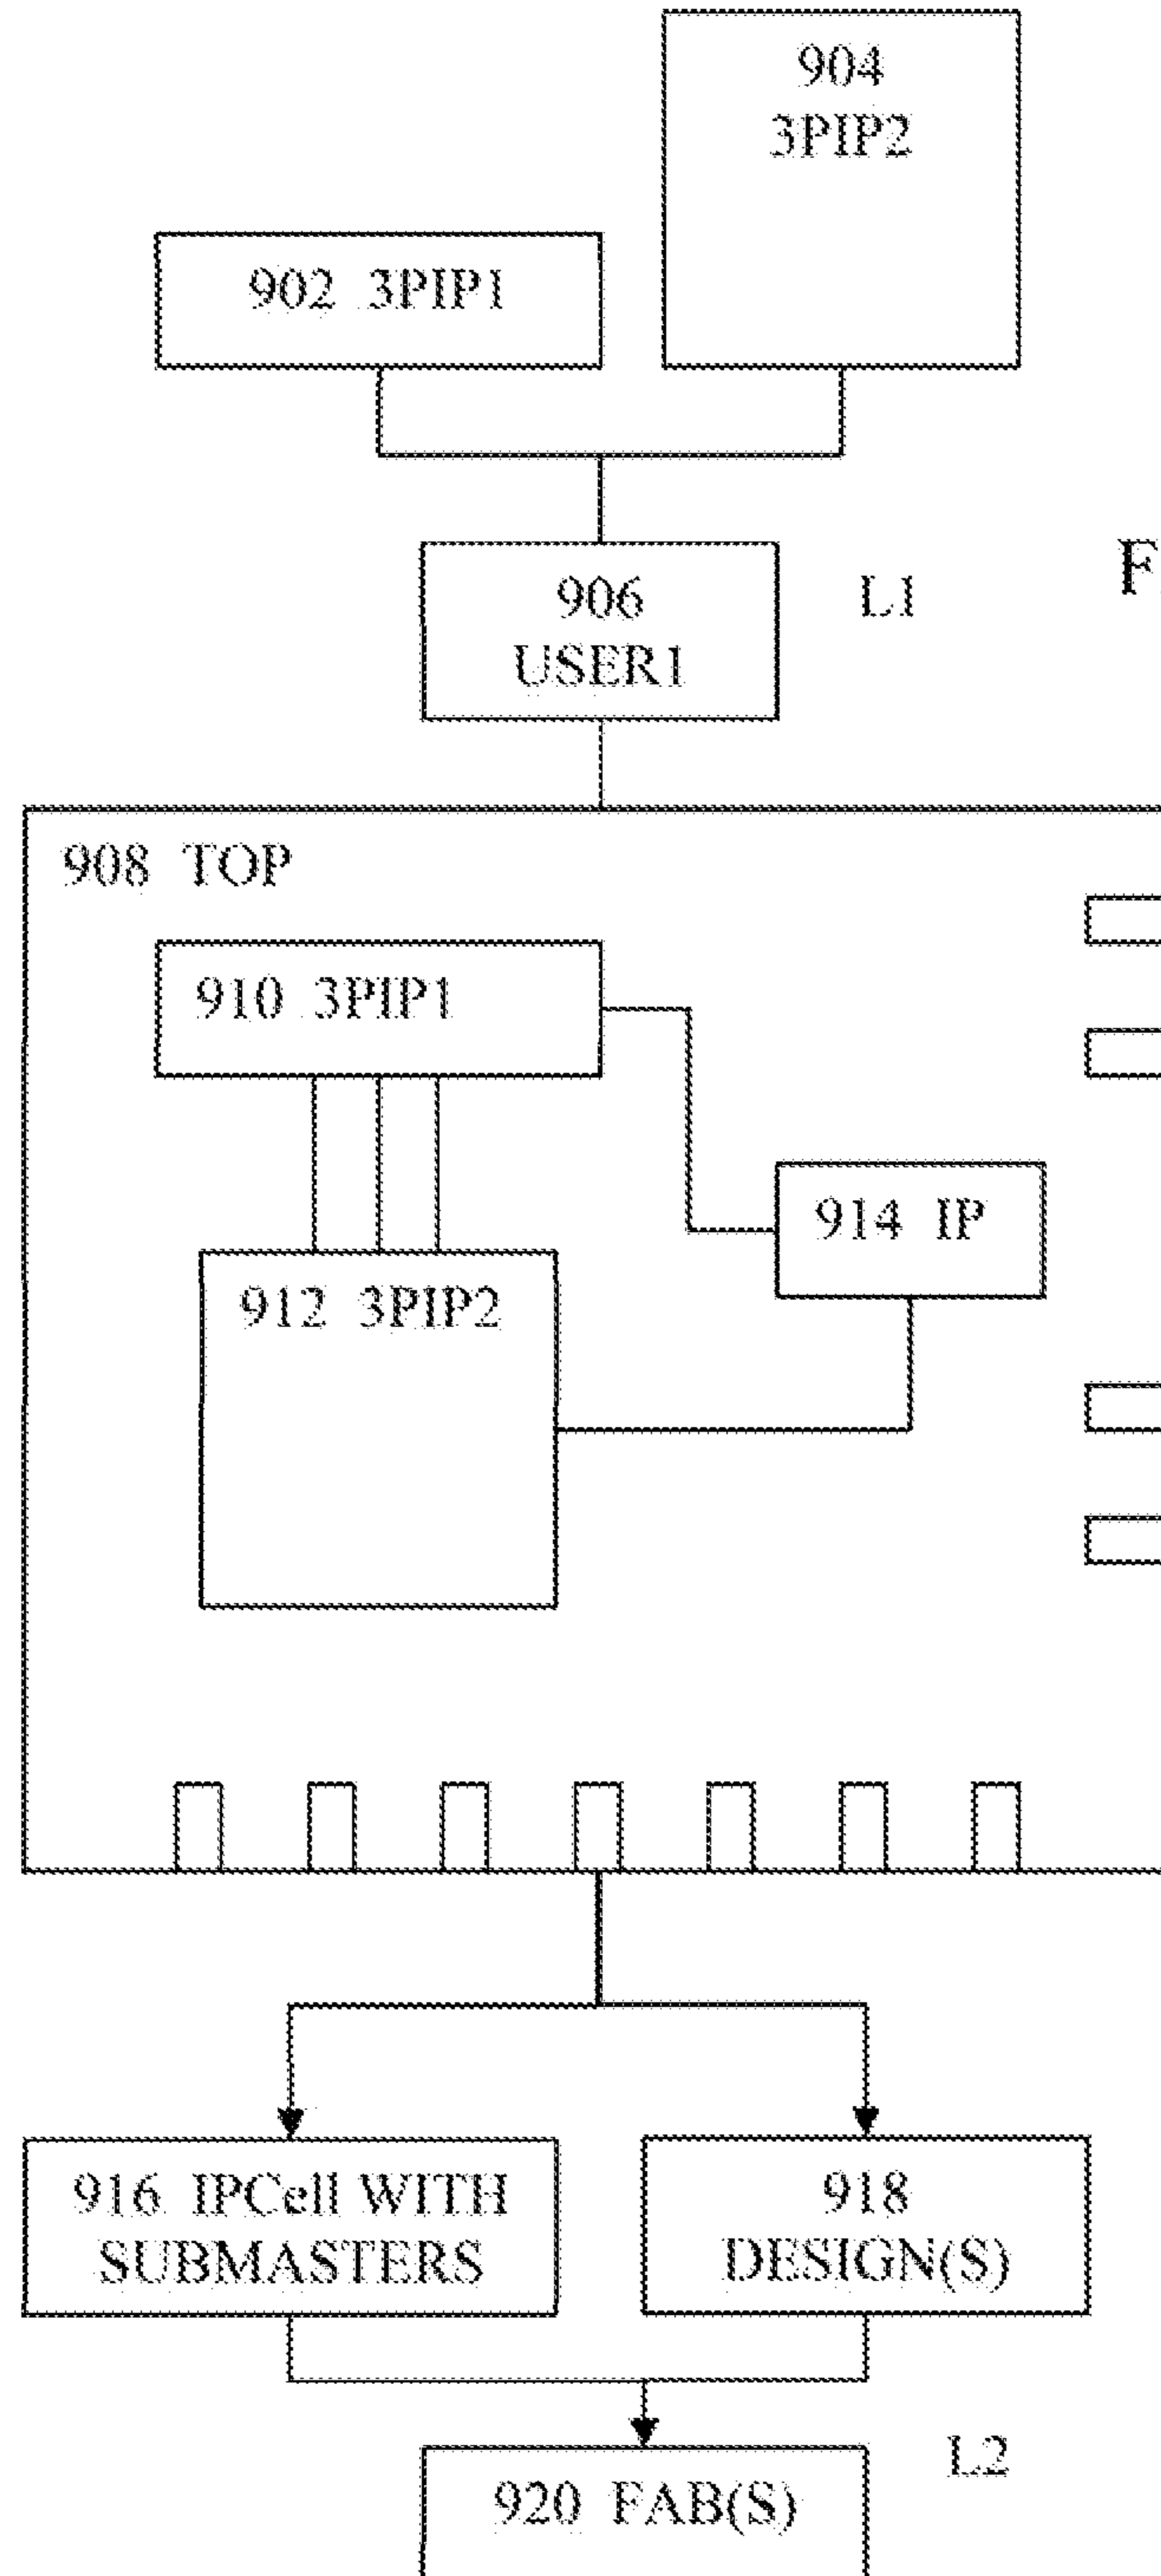 904
3PIP2
902 3PIP1
906
USER1
L1
F
908 TOP
910 3PIP1
914 IP
912 3PIP2
916 IPCell WITH
SUBMASTERS
918
DESIGN(S)
L2
920 FAB(S)